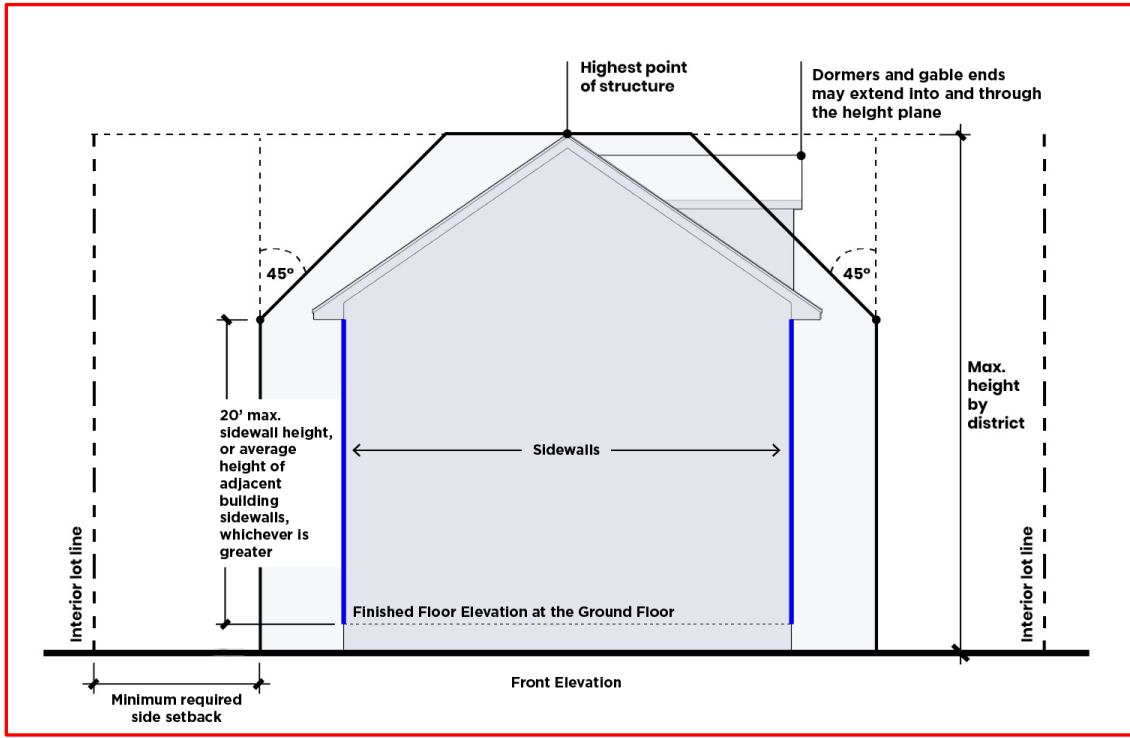 Highest point
of structure
Dormers and gable ends
may extend into and through
the height plane
45º
45º
Max.
height
by
district
20’ max.
sidewall height,
or average
height of
adjacent
building
sidewalls,
whichever is
greater
Sidewalls
Interior lot line
Interior lot line
Finished Floor Elevation at the Ground Floor
Front Elevation
Minimum required
side setback